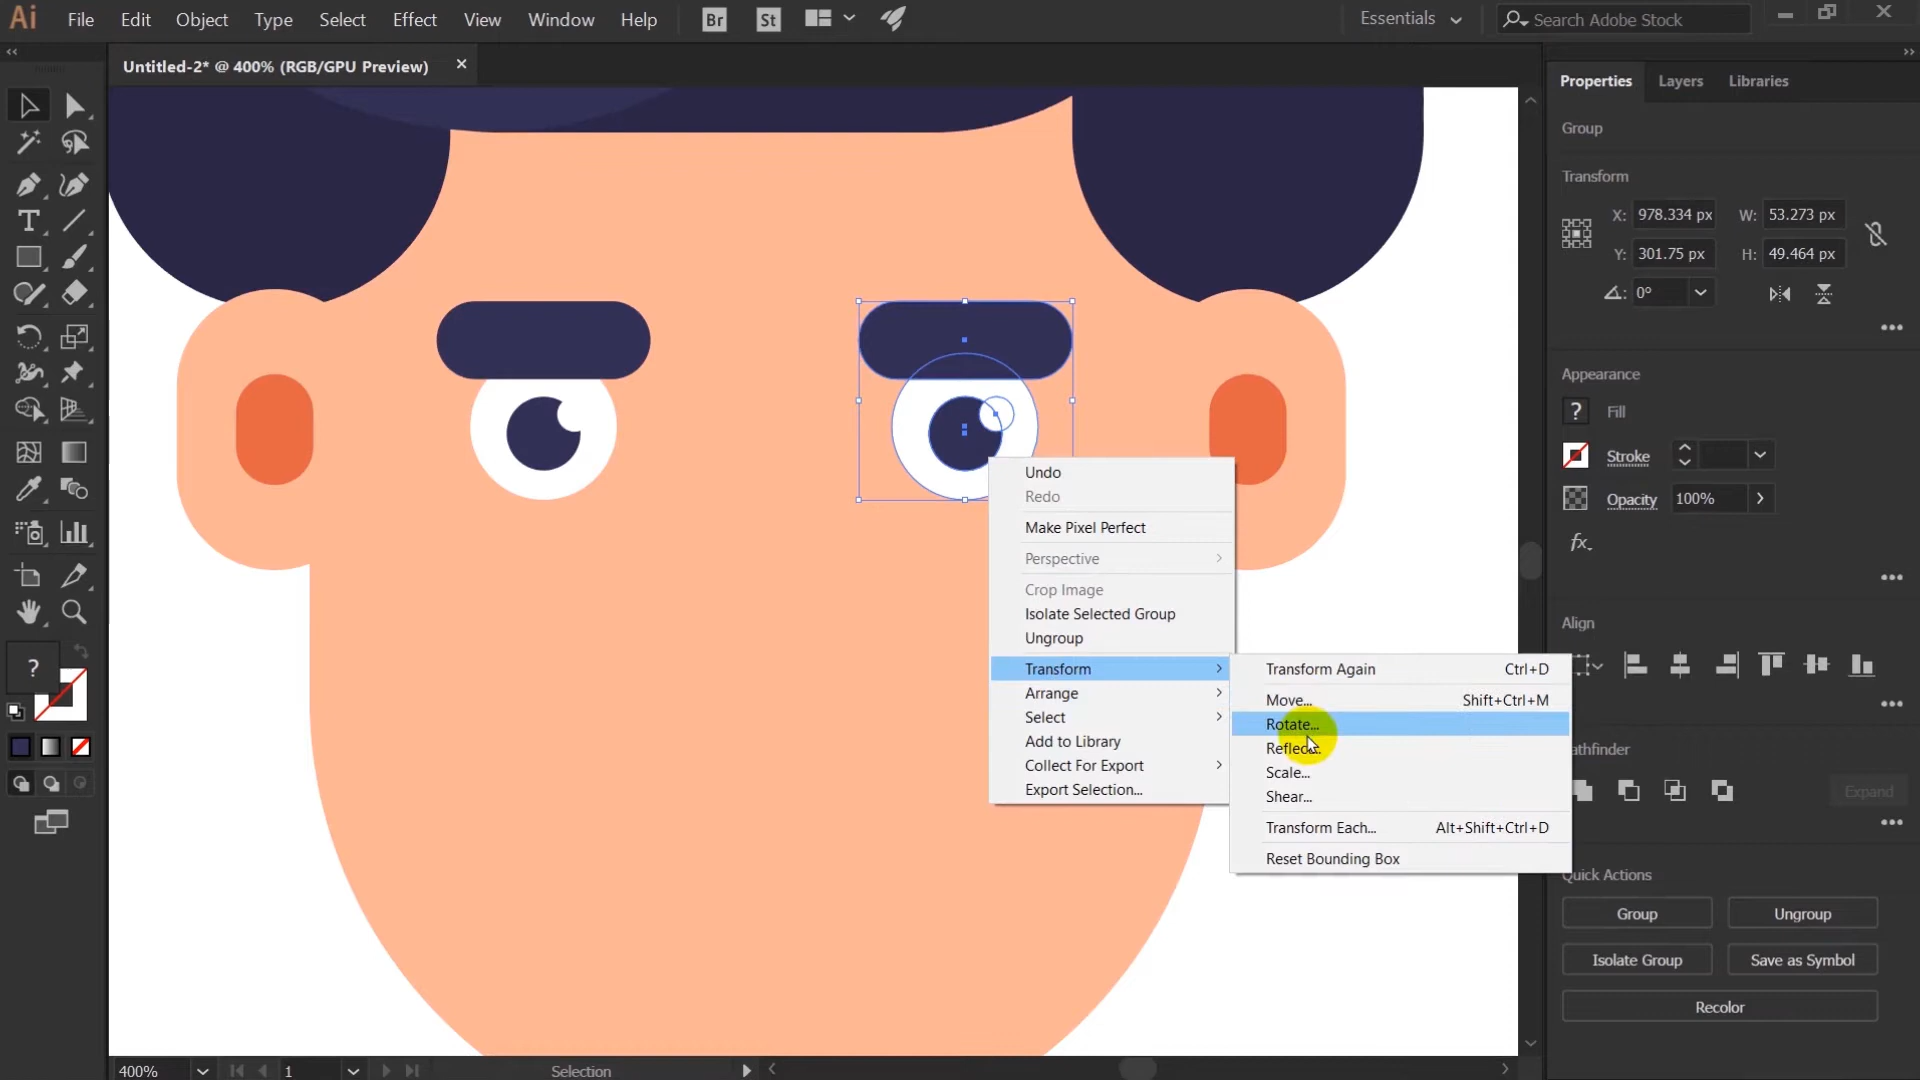 Ai File Edit Object Type Select Effect View Window Help Br St Essentials Search Adobe Stock
Untitled-2* @ 400% (RGB/GPU Preview)
Properties Layers Libraries
Group
Transform
X: 978.334 px W: 53.273 px
Y: 301.75 px H: 49.464 px
0°
Appearance
? Fill
Stroke
Opacity 100%
fx.
Align
Undo
Redo
Make Pixel Perfect
Perspective
Crop Image
Isolate Selected Group
Ungroup
Transform
Arrange
Select
Add to Library
Collect For Export
Export Selection...
Transform Again Ctrl+D
Move... Shift+Ctrl+M
Rotate...
Reflect...
Scale...
Shear...
Transform Each... Alt+Shift+Ctrl+D
Reset Bounding Box
?
Expand
Quick Actions
Group Ungroup
Isolate Group Save as Symbol
Recolor
400% 1 Selection